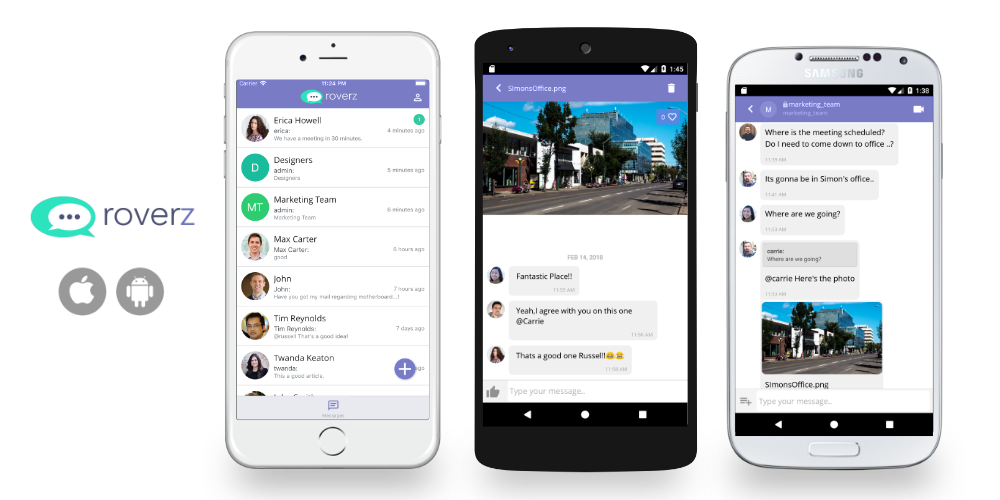 roverz
Carrier
11:24 PM
roverz
Erica Howell
1
erica:
4 minutes ago
We have a meeting in 30 minutes.
D
Designers
admin:
5 minutes ago
Designers
MT
Marketing Team
admin:
6 minutes ago
Marketing Team
Max Carter
Max Carter:
6 hours ago
good
John
John:
7 hours ago
Have you got my mail regarding motherboard...!
Tim Reynolds
Tim Reynolds:
7 days ago
@russel That's a good idea!
Twanda Keaton
twanda:
This is a good article.
Messages
1:45
SimonsOffice.png
0
FEB 14, 2018
Fantastic Place!!
11:55 AM
Yeah,I agree with you on this one
@Carrie
11:56 AM
Thats a good one Russel!!
11:58 AM
Type your message..
SAMSUNG
1:38
M
marketing_team
marketing_team
Where is the meeting scheduled?
Do I need to come down to office ..?
11:39 AM
Its gonna be in Simon's office..
11:41 AM
Where are we going?
11:53 AM
carrie:
Where are we going?
@carrie Here's the photo
11:54 AM
SImonsOffice.png
Type your message..